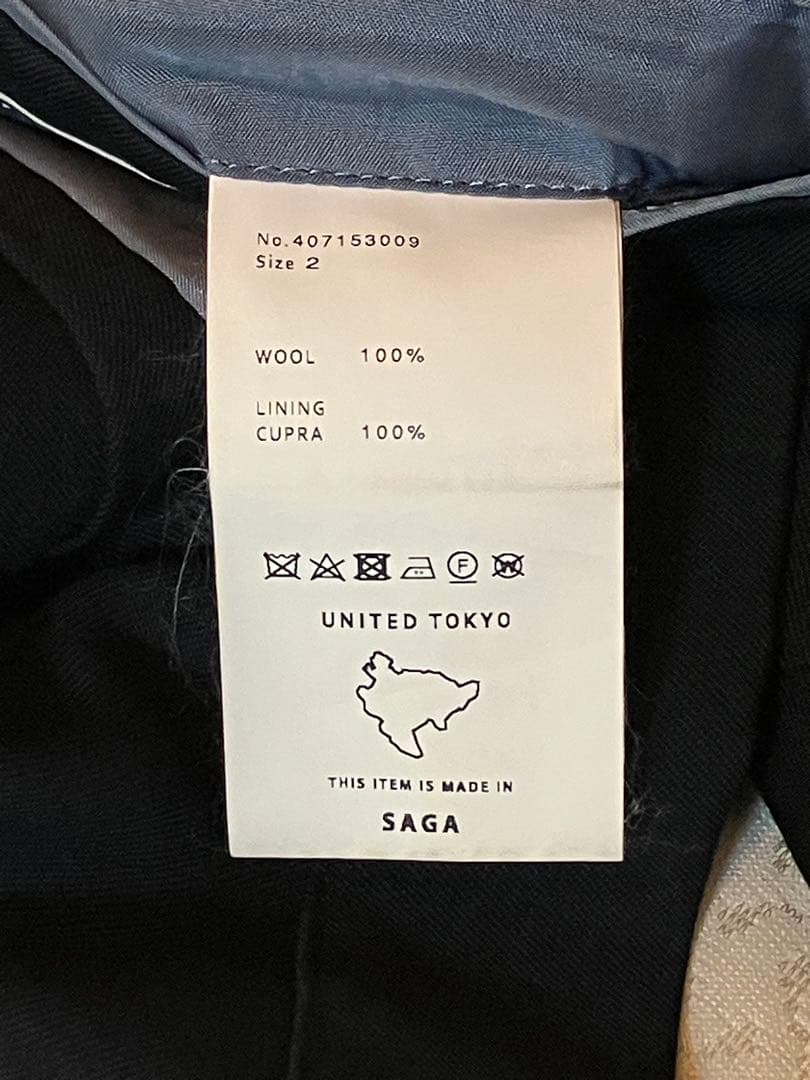 No.407153009
Size 2
WOOL 100%
LINING
CUPRA 100%
F W
UNITED TOKYO
THIS ITEM IS MADE IN
SAGA